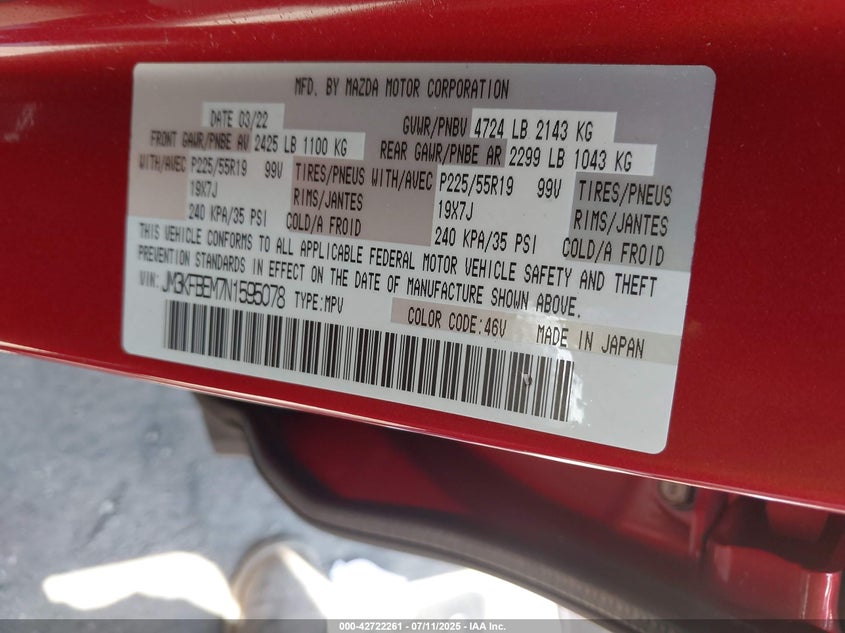 MFD. BY MAZDA MOTOR CORPORATION
DATE 03/22
GVWR/PNBV 4724 LB 2143 KG
FRONT GAWR/PNBE AV 2425 LB 1100 KG
REAR GAWR/PNBE AR 2299 LB 1043 KG
WITH/AVEC P225/55R19 99V TIRES/PNEUS
19X7J RIMS/JANTES
240 KPA/35 PSI COLD/A FROID
WITH/AVEC P225/55R19 99V TIRES/PNEUS
19X7J RIMS/JANTES
240 KPA/35 PSI COLD/A FROID
THIS VEHICLE CONFORMS TO ALL APPLICABLE FEDERAL MOTOR VEHICLE SAFETY AND THEFT
PREVENTION STANDARDS IN EFFECT ON THE DATE OF MANUFACTURE SHOWN ABOVE.
VIN: JM3KFBEM7N1595078 TYPE:MPV
COLOR CODE:46V MADE IN JAPAN
000-42722261 - 07/11/2025 - IAA Inc.